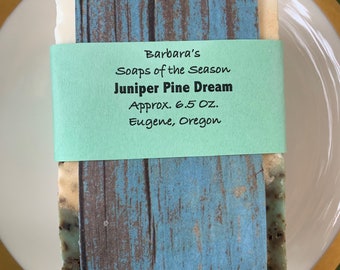 Barbara's
Soaps of the Season
Juniper Pine Dream
Approx. 6.5 Oz.
Eugene, Oregon